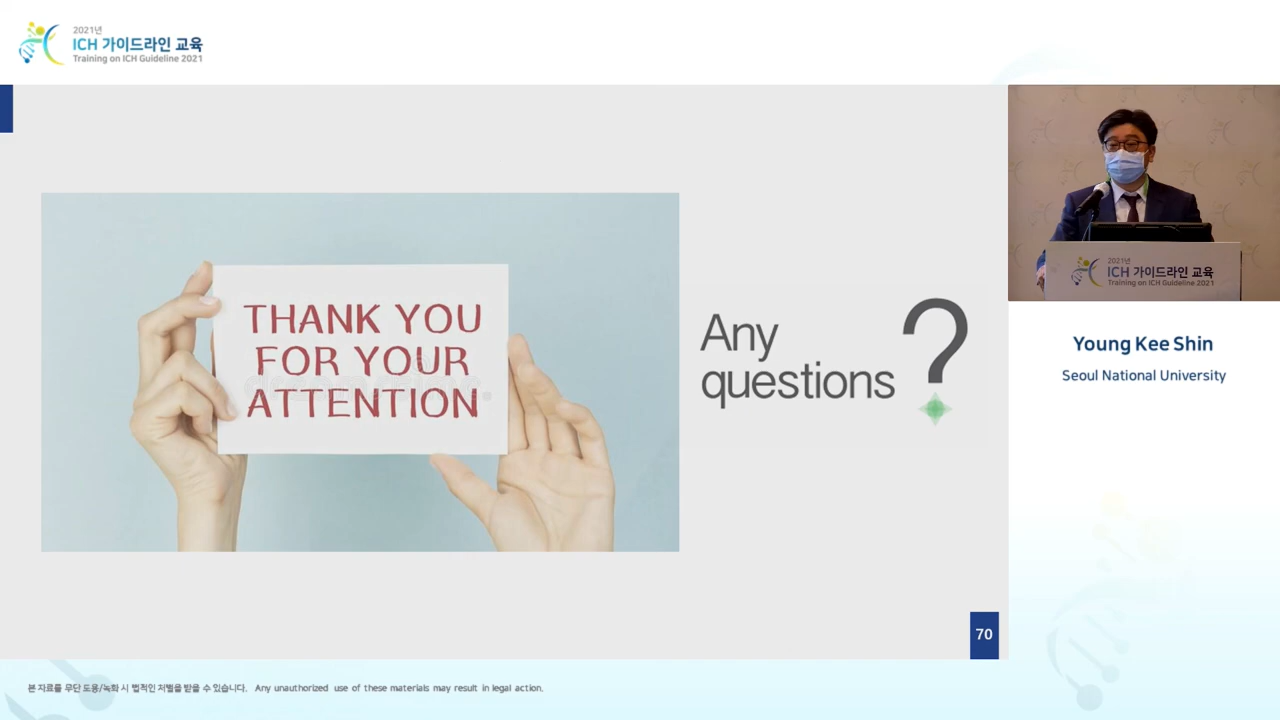 2021년
ICH 가이드라인 교육
Training on ICH Guideline 2021
THANK YOU
FOR YOUR
ATTENTION
Any
questions
?
70
2021년
ICH 가이드라인 교육
Training on ICH Guideline 2021
Young Kee Shin
Seoul National University
본 자료를 무단 도용/녹화 시 법적인 처벌을 받을 수 있습니다. Any unauthorized use of these materials may result in legal action.